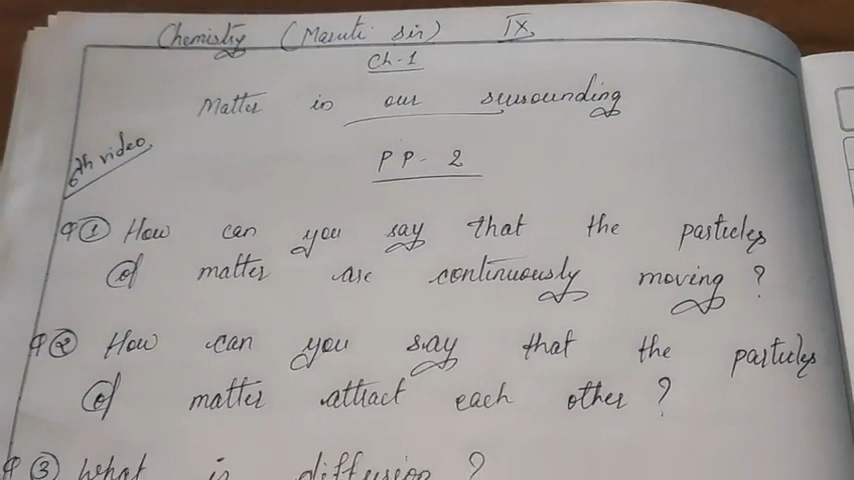 Chemistry (Maruti sir) IX
Ch-1
Matter in our surrounding
6th video
PP- 2
Q① How can you say that the particles
of matter are continuously moving ?
Q② How can you say that the particles
of matter attract each other ?
Q③ What is diffusion ?